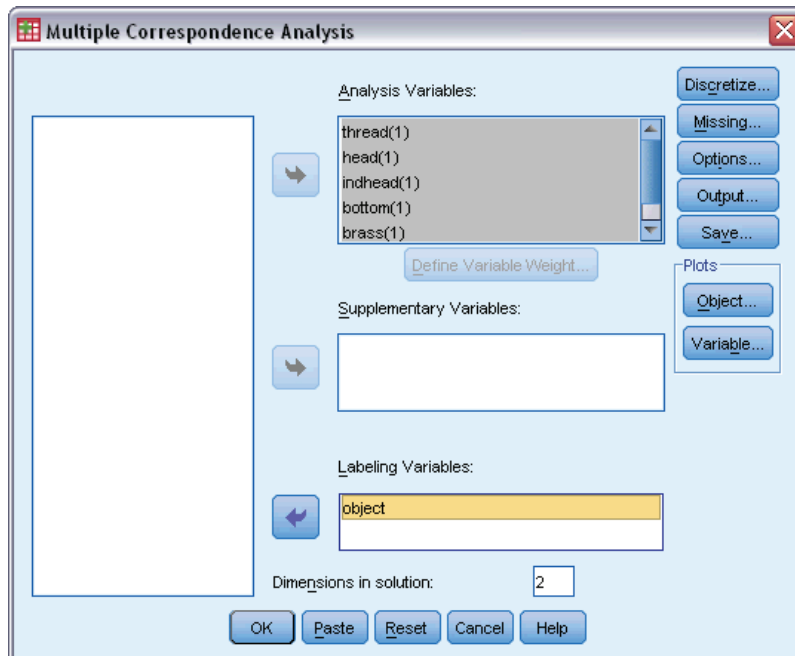 Multiple Correspondence Analysis
Analysis Variables:
thread(1)
head(1)
indhead(1)
bottom(1)
brass(1)
Define Variable Weight...
Supplementary Variables:
Labeling Variables:
object
Dimensions in solution:
2
Discretize...
Missing...
Options...
Output...
Save...
Plots
Object...
Variable...
OK
Paste
Reset
Cancel
Help